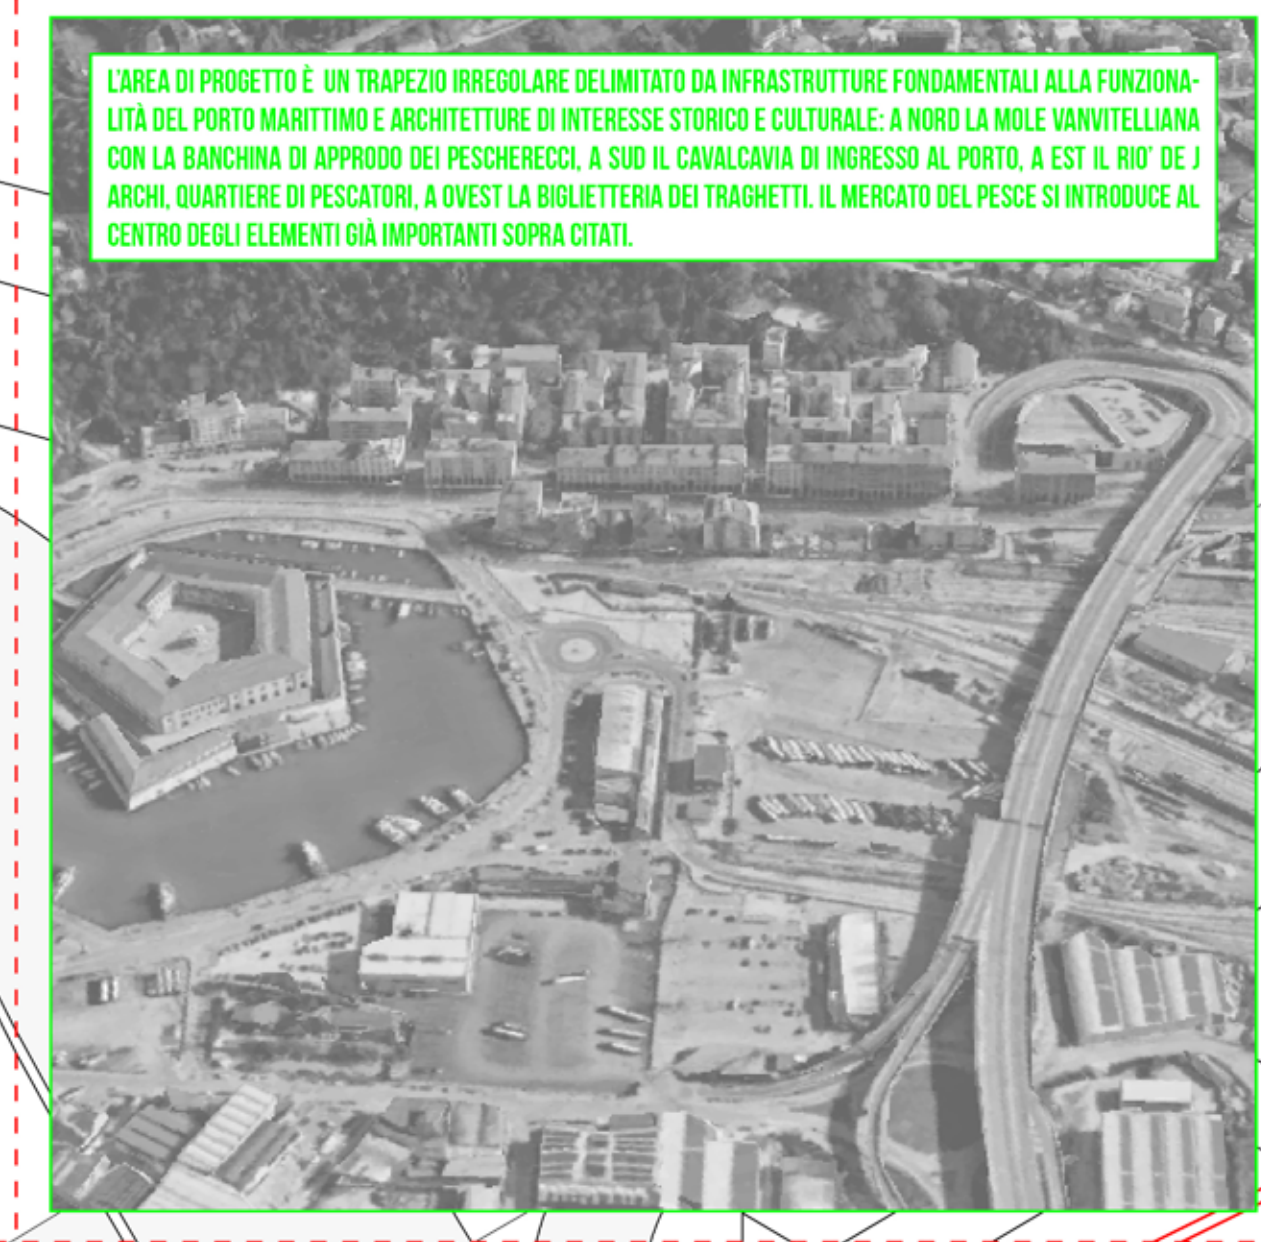 L'AREA DI PROGETTO È UN TRAPEZIO IRREGOLARE DELIMITATO DA INFRASTRUTTURE FONDAMENTALI ALLA FUNZIONA-
LITÀ DEL PORTO MARITTIMO E ARCHITETTURE DI INTERESSE STORICO E CULTURALE: A NORD LA MOLE VANVITELLIANA
CON LA BANCHINA DI APPRODO DEI PESCHERECCI, A SUD IL CAVALCAVIA DI INGRESSO AL PORTO, A EST IL RIO' DE J
ARCHI, QUARTIERE DI PESCATORI, A OVEST LA BIGLIETTERIA DEI TRAGHETTI. IL MERCATO DEL PESCE SI INTRODUCE AL
CENTRO DEGLI ELEMENTI GIÀ IMPORTANTI SOPRA CITATI.